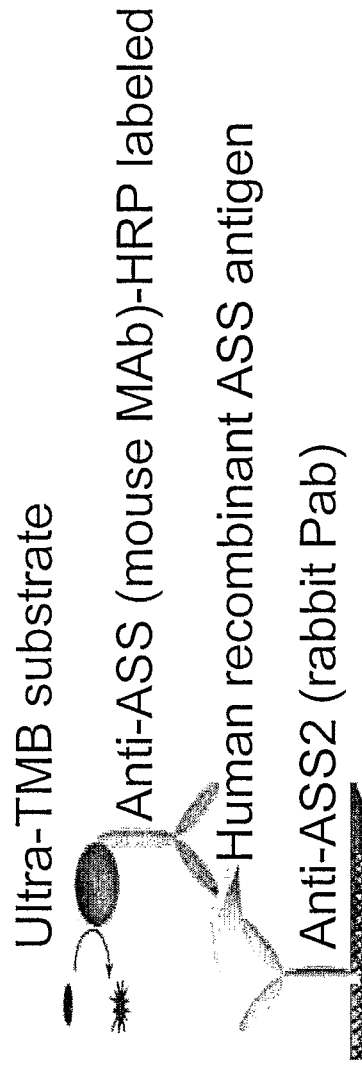 Ultra-TMB substrate
Anti-ASS (mouse MAb)-HRP labeled
Human recombinant ASS antigen
Anti-ASS2 (rabbit Pab)